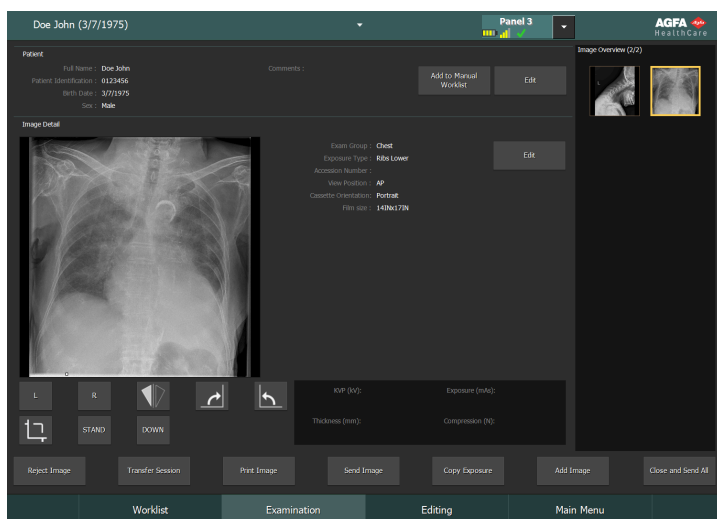 Doe John (3/7/1975)
Panel 3
AGFA
HealthCare
Patient
Full Name : Doe John
Patient Identification : 0123456
Birth Date : 3/7/1975
Sex : Male
Comments :
Add to Manual
Worklist
Edit
Image Overview (2/2)
Image Detail
Exam Group : Chest
Exposure Type : Ribs Lower
Accession Number :
View Position : AP
Cassette Orientation: Portrait
Film size : 14INx17IN
Edit
L
R
STAND
DOWN
KVP (kV):
Exposure (mAs):
Thickness (mm):
Compression (N):
Reject Image
Transfer Session
Print Image
Send Image
Copy Exposure
Add Image
Close and Send All
Worklist
Examination
Editing
Main Menu